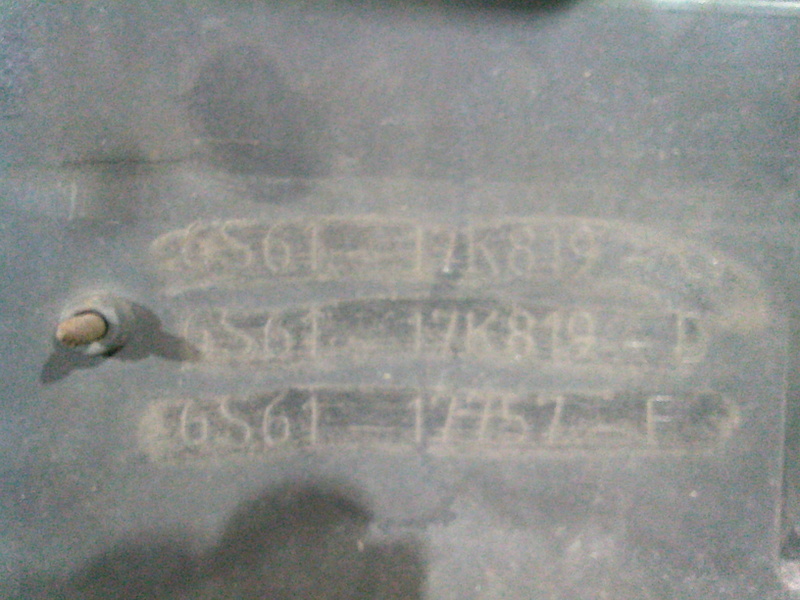 6S61 - 17K819 - C
6S61 - 17K819 - D
6S61 - 17757 - F